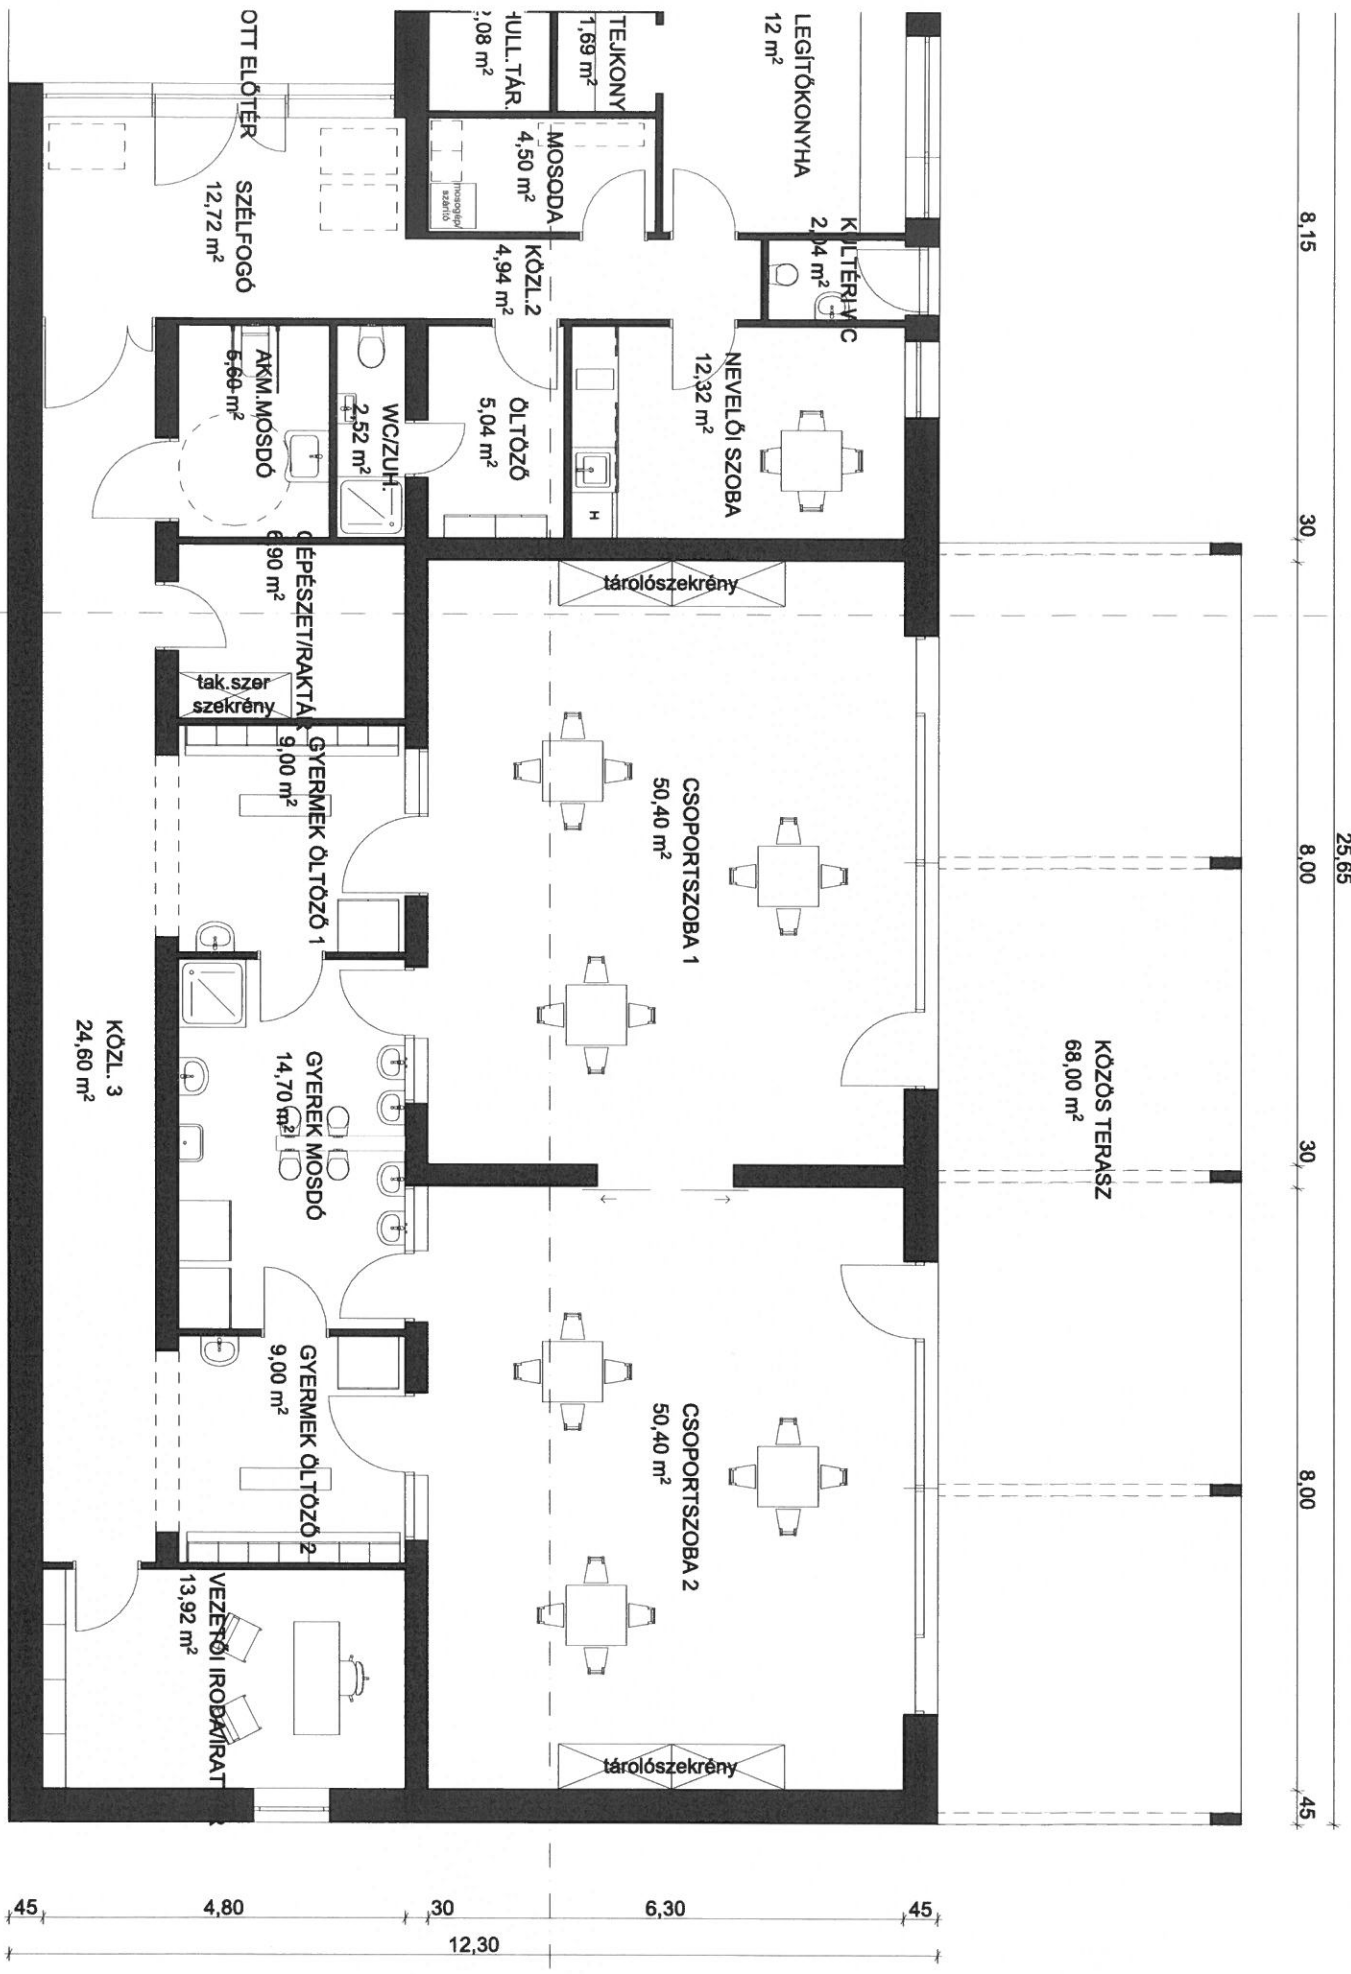 OTT ELŐTÉR
HULL.TÁR.
2,08 m²
TEJKONY
1,69 m²
LEGÍTŐKONYHA
12 m²
SZÉLFOGÓ
12,72 m²
MOSODA
4,50 m²
mosogép/
szárító
KÖZL.2
4,94 m²
KÜLTÉRI WC
2,04 m²
AKM.MOSDÓ
5,60 m²
WC/ZUH.
2,52 m²
ÖLTÖZŐ
5,04 m²
NEVELŐI SZOBA
12,32 m²
H
GÉPÉSZET/RAKTÁR
6,90 m²
tak.szer
szekrény
tárolószekrény
GYERMEK ÖLTÖZŐ 1
9,00 m²
CSOPORTSZOBA 1
50,40 m²
KÖZL. 3
24,60 m²
GYEREK MOSDÓ
14,70 m²
KÖZÖS TERASZ
68,00 m²
GYERMEK ÖLTÖZŐ 2
9,00 m²
CSOPORTSZOBA 2
50,40 m²
VEZETŐI IRODA/IRAT
13,92 m²
tárolószekrény
8,15
30
8,00
30
8,00
45
25,65
45
4,80
30
6,30
45
12,30